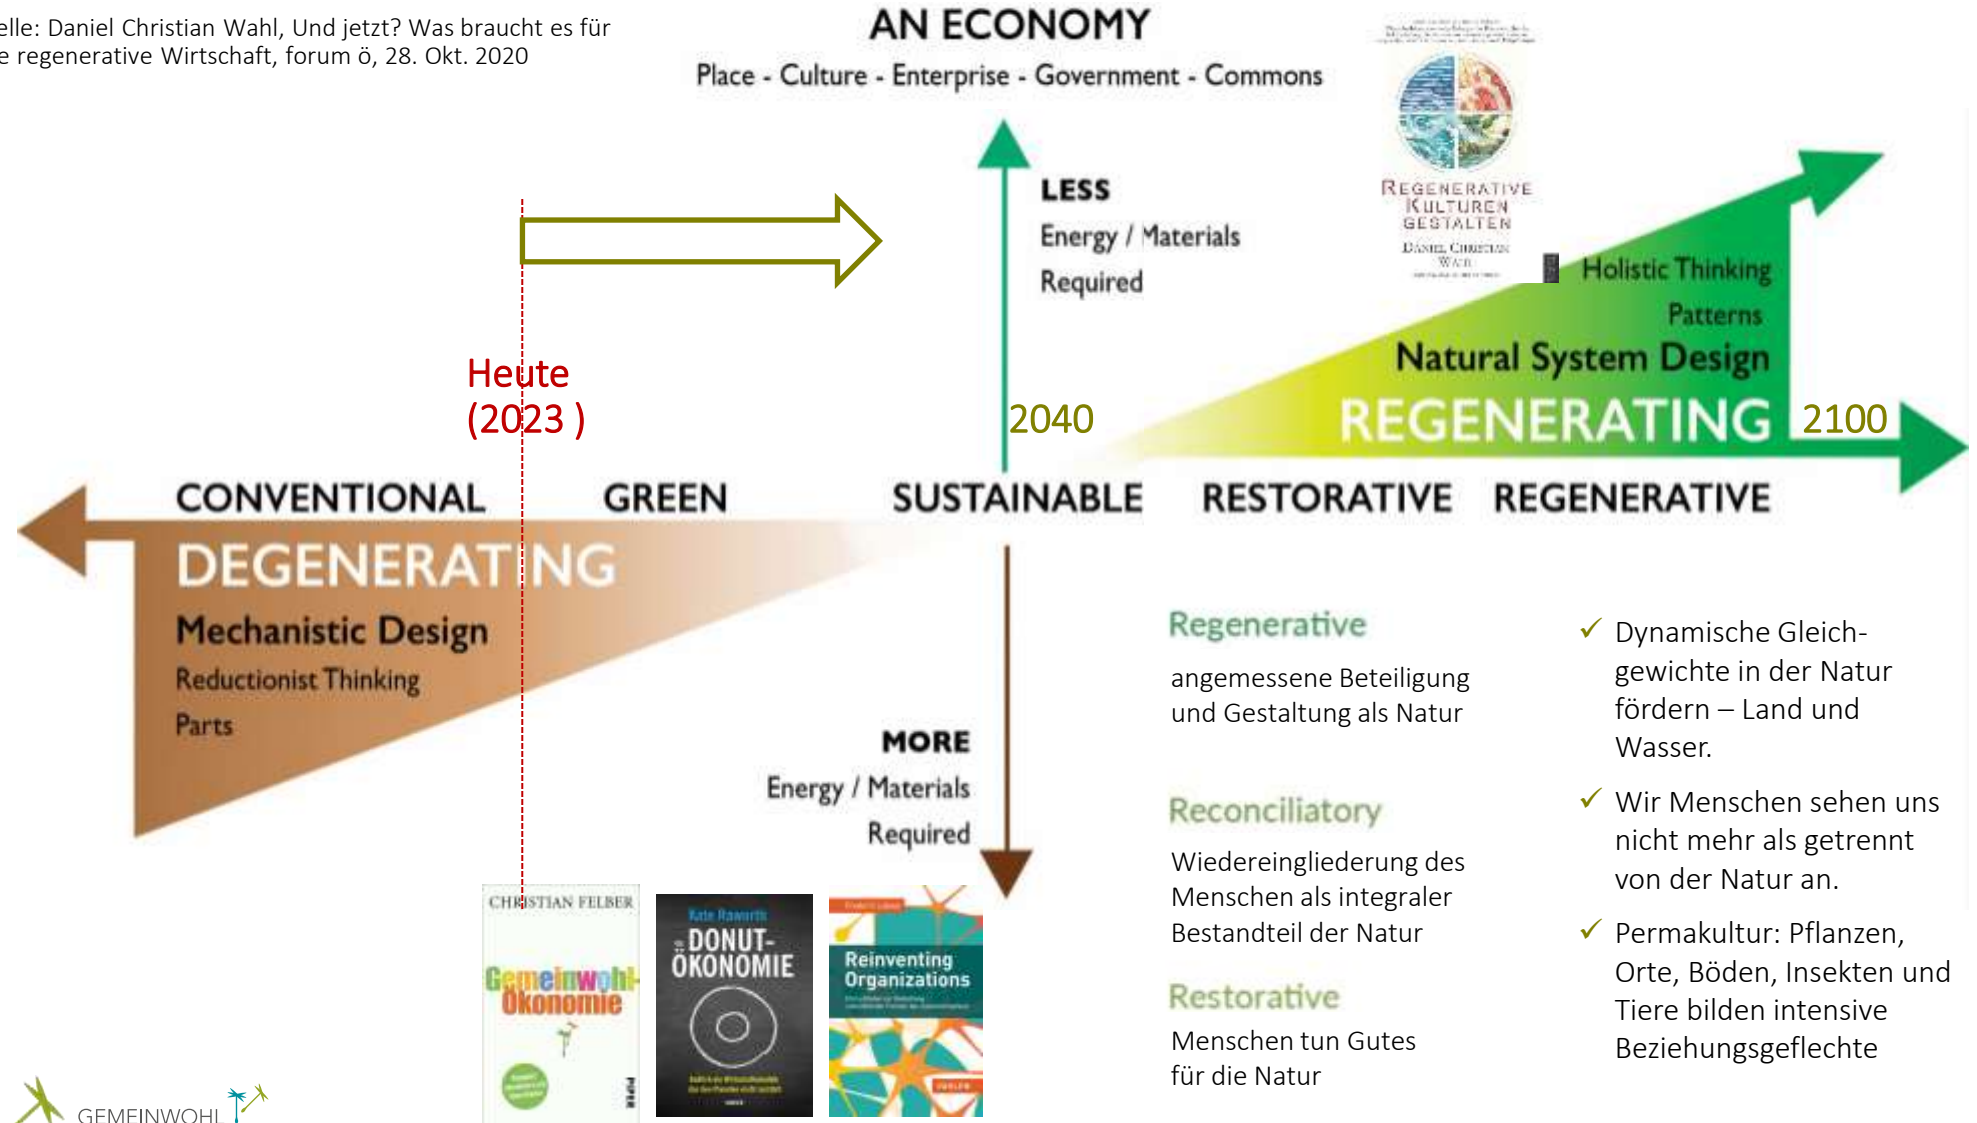 elle: Daniel Christian Wahl, Und jetzt? Was braucht es für
e regenerative Wirtschaft, forum ö, 28. Okt. 2020
AN ECONOMY
Place - Culture - Enterprise - Government - Commons
LESS
Energy / Materials
Required
REGENERATIVE
KULTUREN
GESTALTEN
DANIEL CHRISTIAN
WAHL
Holistic Thinking
Patterns
Natural System Design
REGENERATING
Heute
(2023 )
2040
2100
CONVENTIONAL
GREEN
SUSTAINABLE
RESTORATIVE
REGENERATIVE
DEGENERATING
Mechanistic Design
Reductionist Thinking
Parts
MORE
Energy / Materials
Required
Regenerative
angemessene Beteiligung
und Gestaltung als Natur
Reconciliatory
Wiedereingliederung des
Menschen als integraler
Bestandteil der Natur
Restorative
Menschen tun Gutes
für die Natur
✓ Dynamische Gleich-
gewichte in der Natur
fördern – Land und
Wasser.
✓ Wir Menschen sehen uns
nicht mehr als getrennt
von der Natur an.
✓ Permakultur: Pflanzen,
Orte, Böden, Insekten und
Tiere bilden intensive
Beziehungsgeflechte
CHRISTIAN FELBER
Gemeinwohl-
Ökonomie
PIPER
Kate Raworth
DIE
DONUT-
ÖKONOMIE
Reinventing
Organizations
VAHLEN
GEMEINWOHL